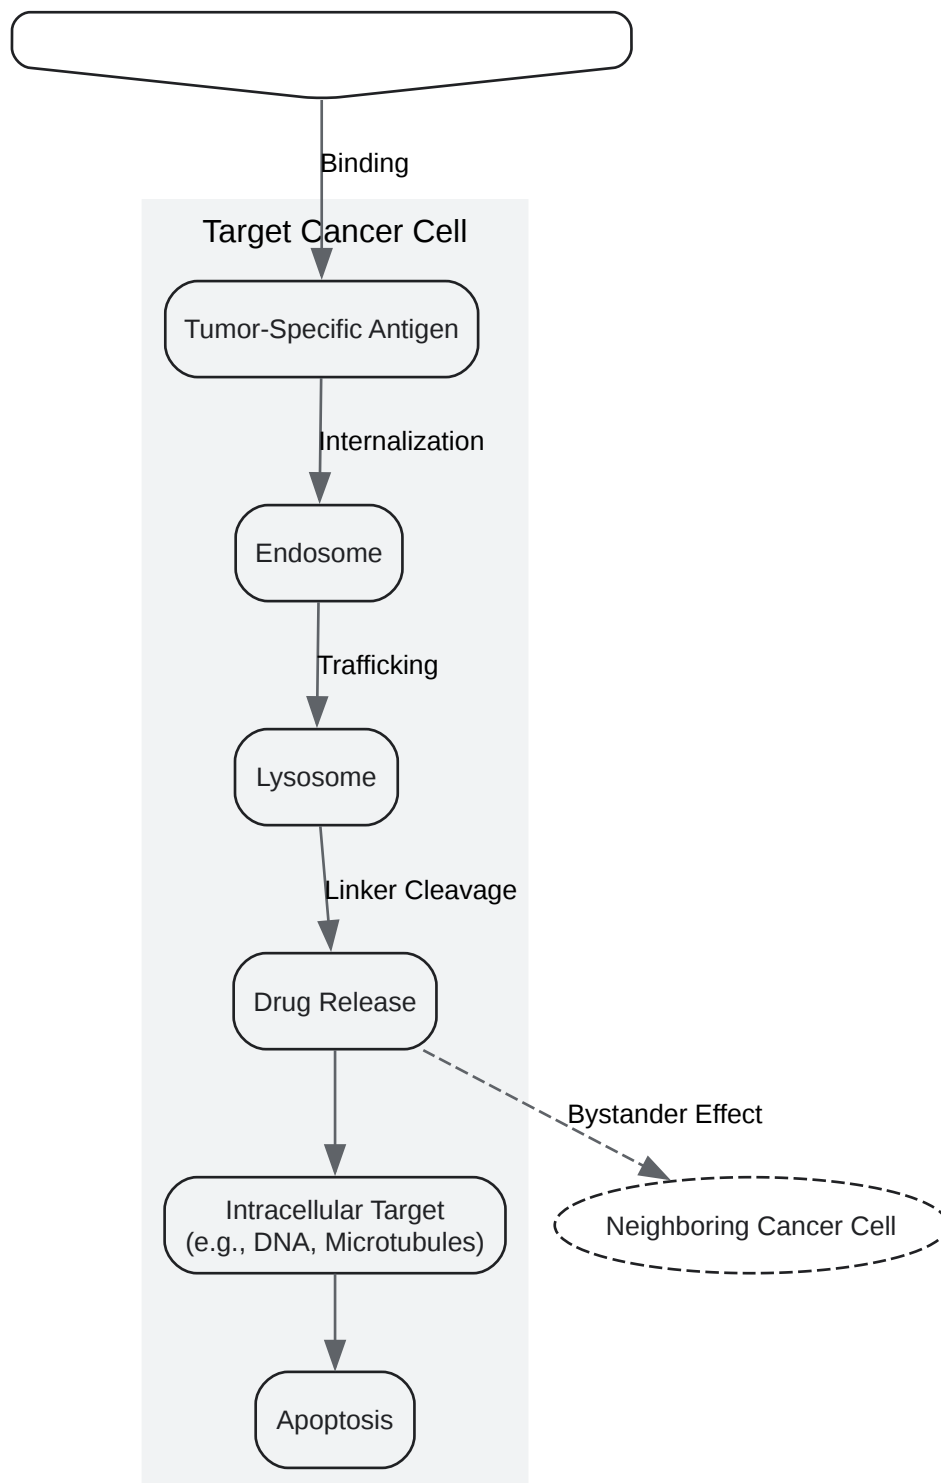 Binding
Target Cancer Cell
Tumor-Specific Antigen
Internalization
Endosome
Trafficking
Lysosome
Linker Cleavage
Drug Release
Bystander Effect
Intracellular Target
(e.g., DNA, Microtubules)
Neighboring Cancer Cell
Apoptosis